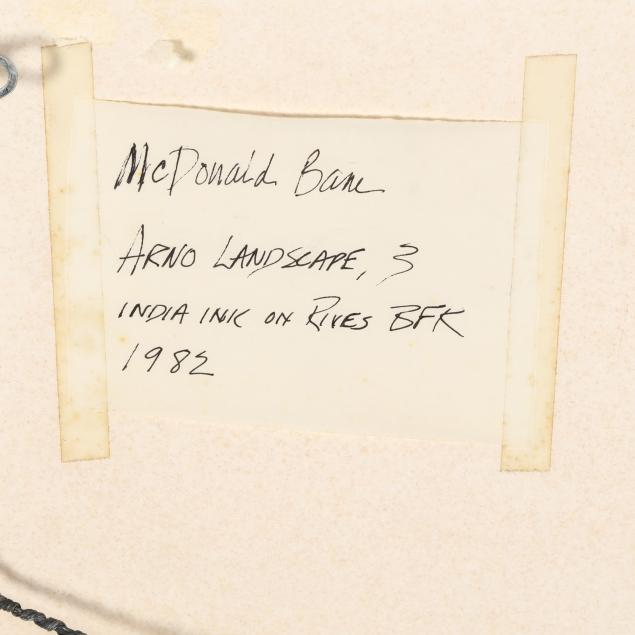 McDonald Bane
ARNO LANDSCAPE, 3
INDIA INK ON RIVES BFK
1982